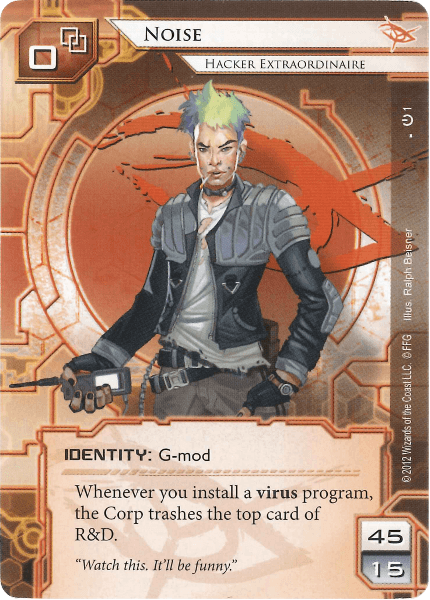 0
NOISE
HACKER EXTRAORDINAIRE
1
© 2012 Wizards of the Coast LLC. © FFG Illus. Ralph Beisner
IDENTITY: G-mod
Whenever you install a virus program,
the Corp trashes the top card of
R&D.
“Watch this. It’ll be funny.”
45
15